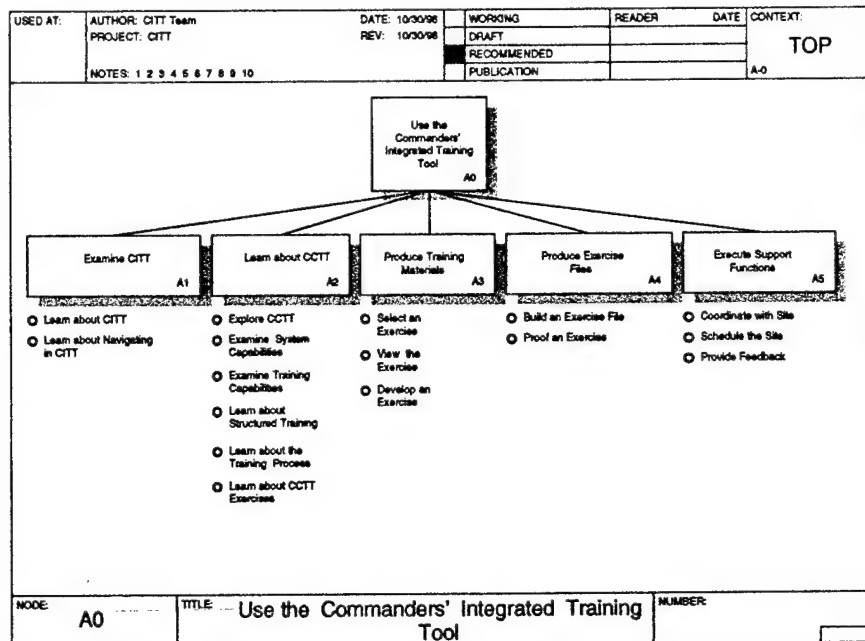 USED AT:
AUTHOR: CITT Team
DATE: 10/30/98
WORKING
READER
DATE
CONTEXT:
PROJECT: CITT
REV: 10/30/98
DRAFT
TOP
RECOMMENDED
NOTES: 1 2 3 4 5 6 7 8 9 10
PUBLICATION
A-0
Use the
Commanders'
Integrated Training
Tool
A0
Examine CITT
A1
Learn about CCTT
A2
Produce Training
Materials
A3
Produce Exercise
Files
A4
Execute Support
Functions
A5
Learn about CITT
Learn about Navigating
in CITT
Explore CCTT
Examine System
Capabilities
Examine Training
Capabilities
Learn about
Structured Training
Learn about the
Training Process
Learn about CCTT
Exercises
Select an
Exercise
View the
Exercise
Develop an
Exercise
Build an Exercise File
Proof an Exercise
Coordinate with Site
Schedule the Site
Provide Feedback
NODE:
A0
TITLE:
Use the Commanders' Integrated Training
Tool
NUMBER: